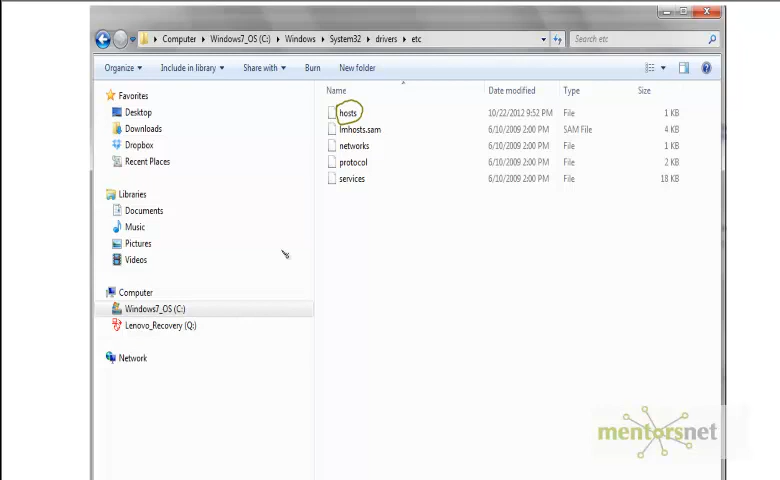 Computer Windows7_OS (C:) Windows System32 drivers etc Search etc
Organize Include in library Share with Burn New folder
Name Date modified Type Size
Favorites
Desktop
Downloads
Dropbox
Recent Places
Libraries
Documents
Music
Pictures
Videos
Computer
Windows7_OS (C:)
Lenovo_Recovery (Q:)
Network
hosts 10/22/2012 9:52 PM File 1 KB
lmhosts.sam 6/10/2009 2:00 PM SAM File 4 KB
networks 6/10/2009 2:00 PM File 1 KB
protocol 6/10/2009 2:00 PM File 2 KB
services 6/10/2009 2:00 PM File 18 KB
mentorsnet